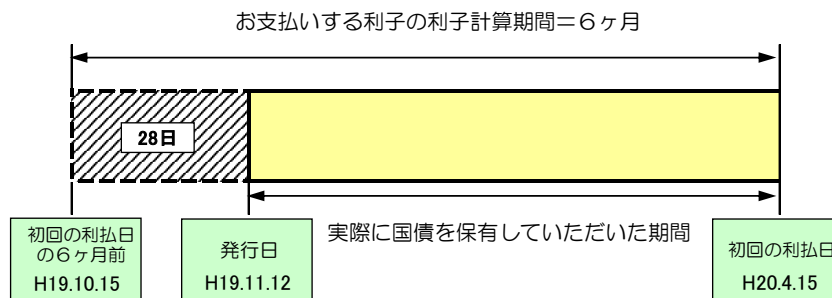 お支払いする利子の利子計算期間＝６ヶ月
28日
実際に国債を保有していただいた期間
初回の利払日
の６ヶ月前
H19.10.15
発行日
H19.11.12
初回の利払日
H20.4.15